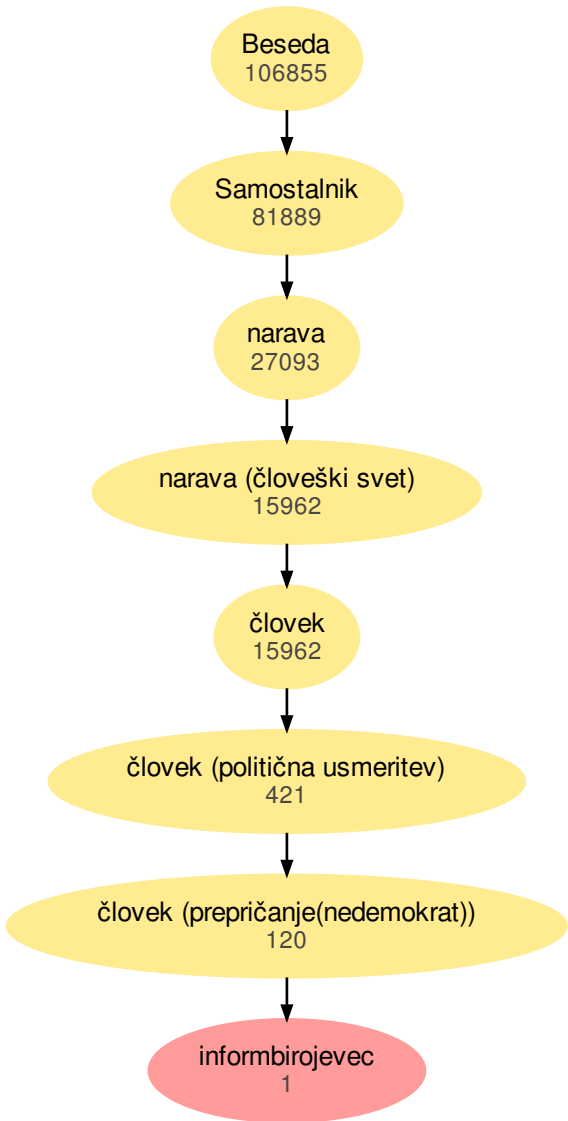 Beseda
106855
Samostalnik
81889
narava
27093
narava (človeški svet)
15962
človek
15962
človek (politična usmeritev)
421
človek (prepričanje(nedemokrat))
120
informbirojevec
1